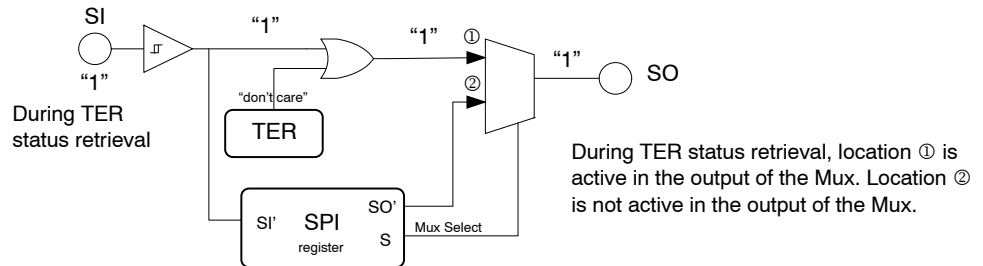 SI
“1”
“1”
①
“1”
SO
“1”
②
During TER
status retrieval
“don’t care”
TER
During TER status retrieval, location ① is
active in the output of the Mux. Location ②
is not active in the output of the Mux.
SI’
SPI
register
SO’
S
Mux Select